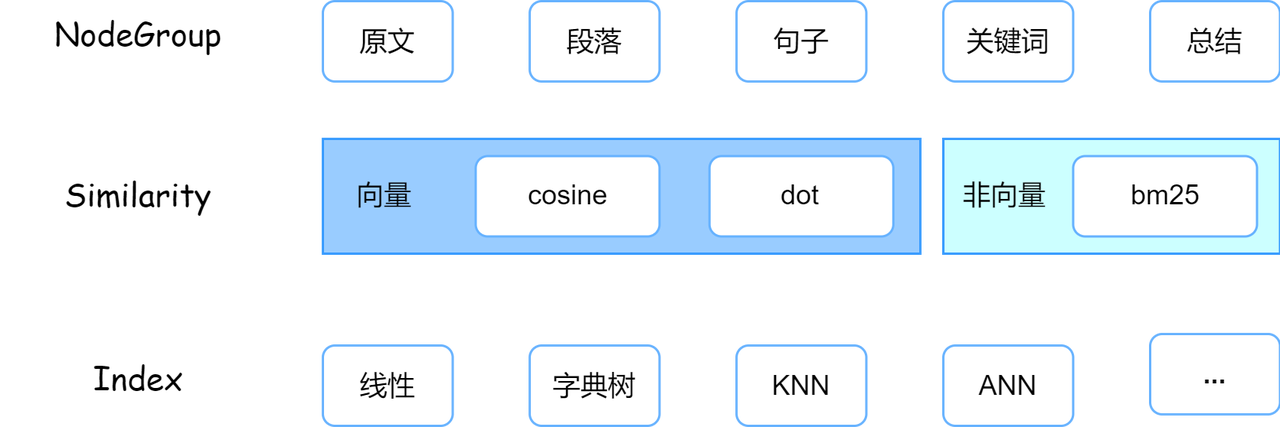 NodeGroup
原文
段落
句子
关键词
总结
Similarity
向量
cosine
dot
非向量
bm25
Index
线性
字典树
KNN
ANN
...